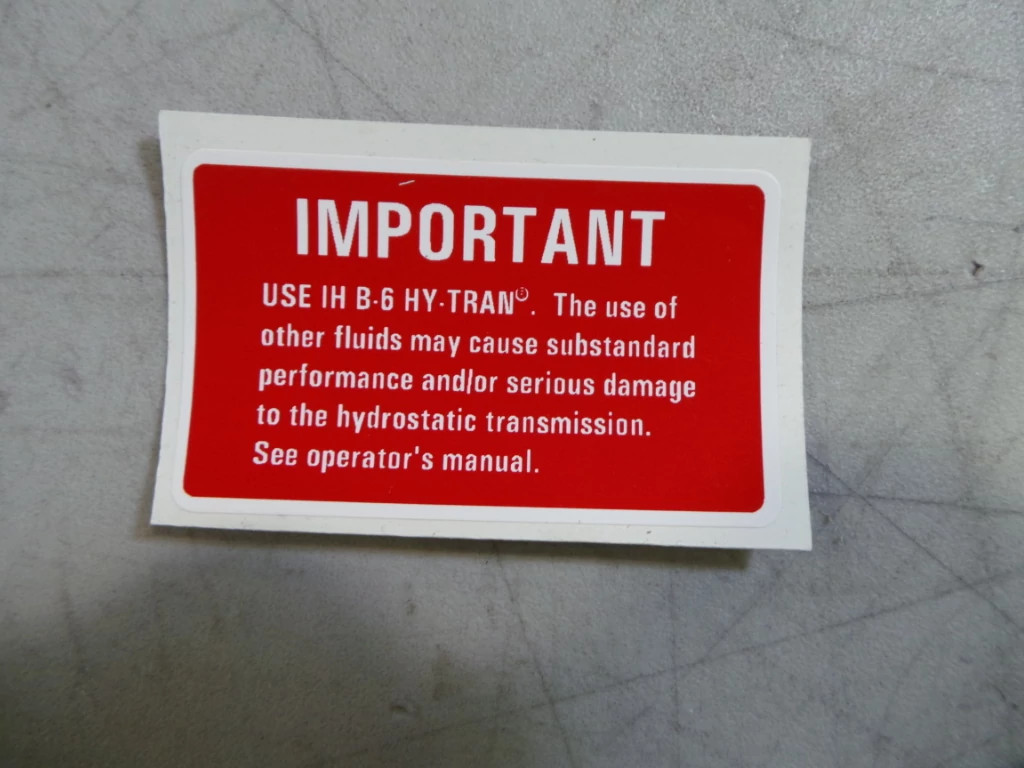 IMPORTANT
USE IH B-6 HY-TRAN®. The use of
other fluids may cause substandard
performance and/or serious damage
to the hydrostatic transmission.
See operator's manual.